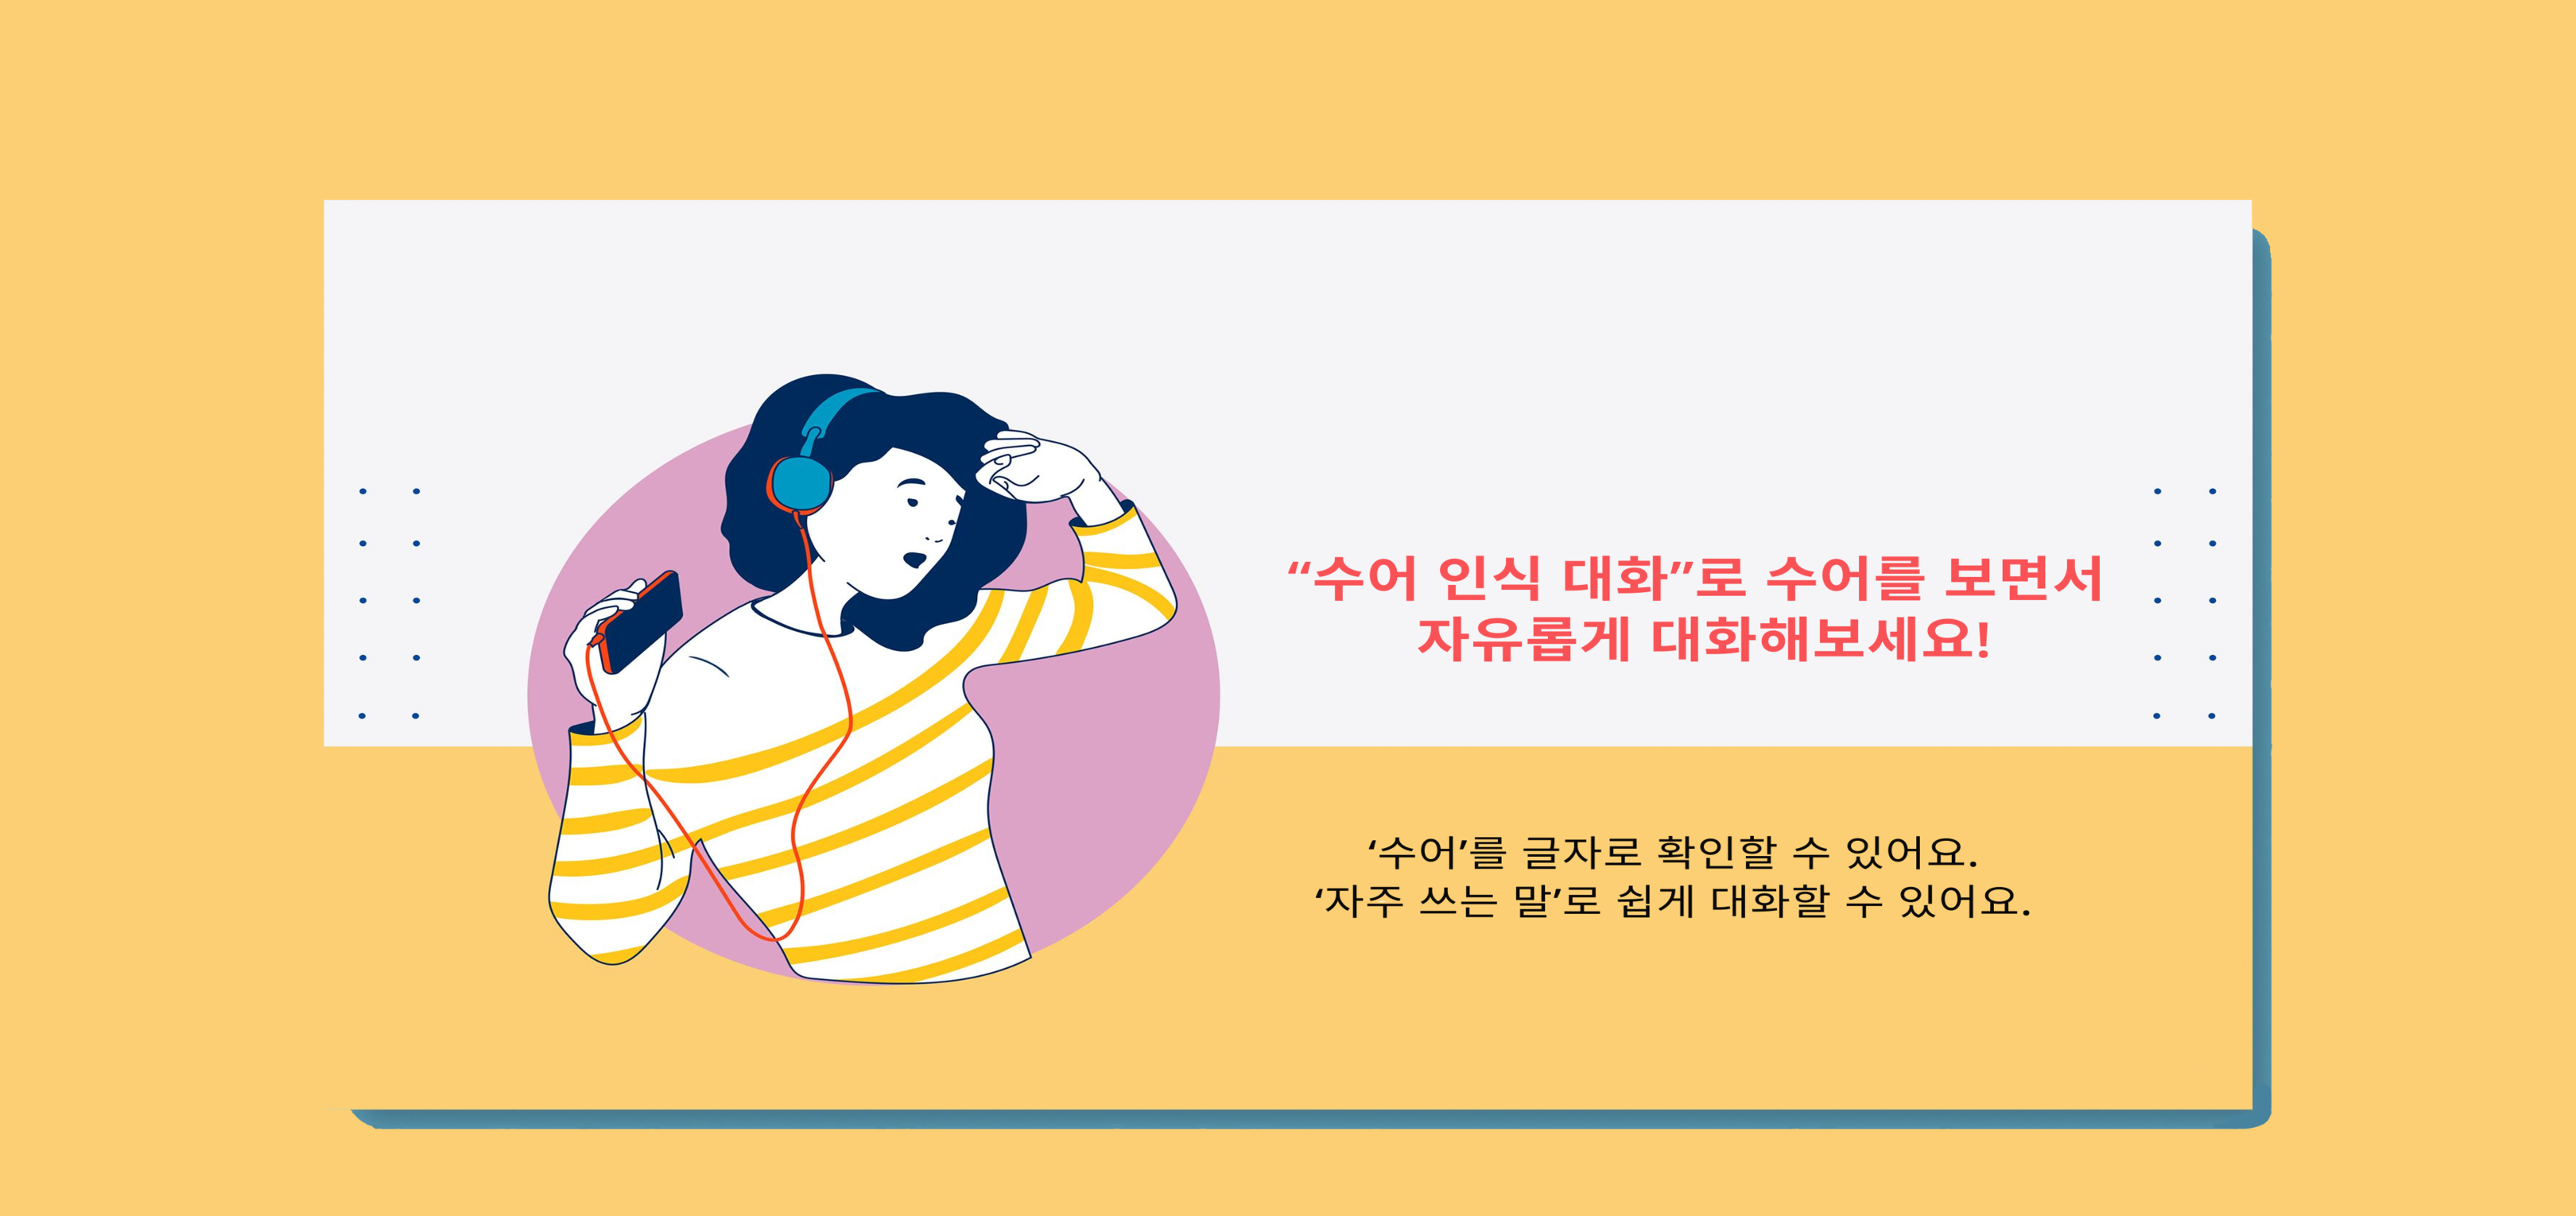 “수어 인식 대화”로 수어를 보면서
자유롭게 대화해보세요!
‘수어’를 글자로 확인할 수 있어요.
‘자주 쓰는 말’로 쉽게 대화할 수 있어요.